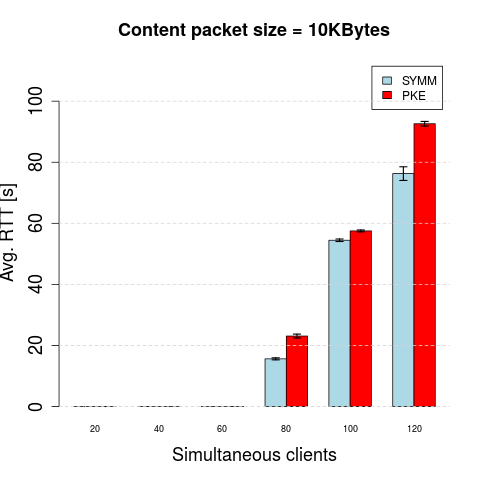 Content packet size = 10KBytes
SYMM
PKE
Avg. RTT [s]
100
80
60
40
20
0
20 40 60 80 100 120
Simultaneous clients